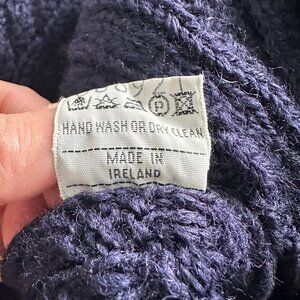 P
HAND WASH OR DRY CLEAN
MADE IN
IRELAND